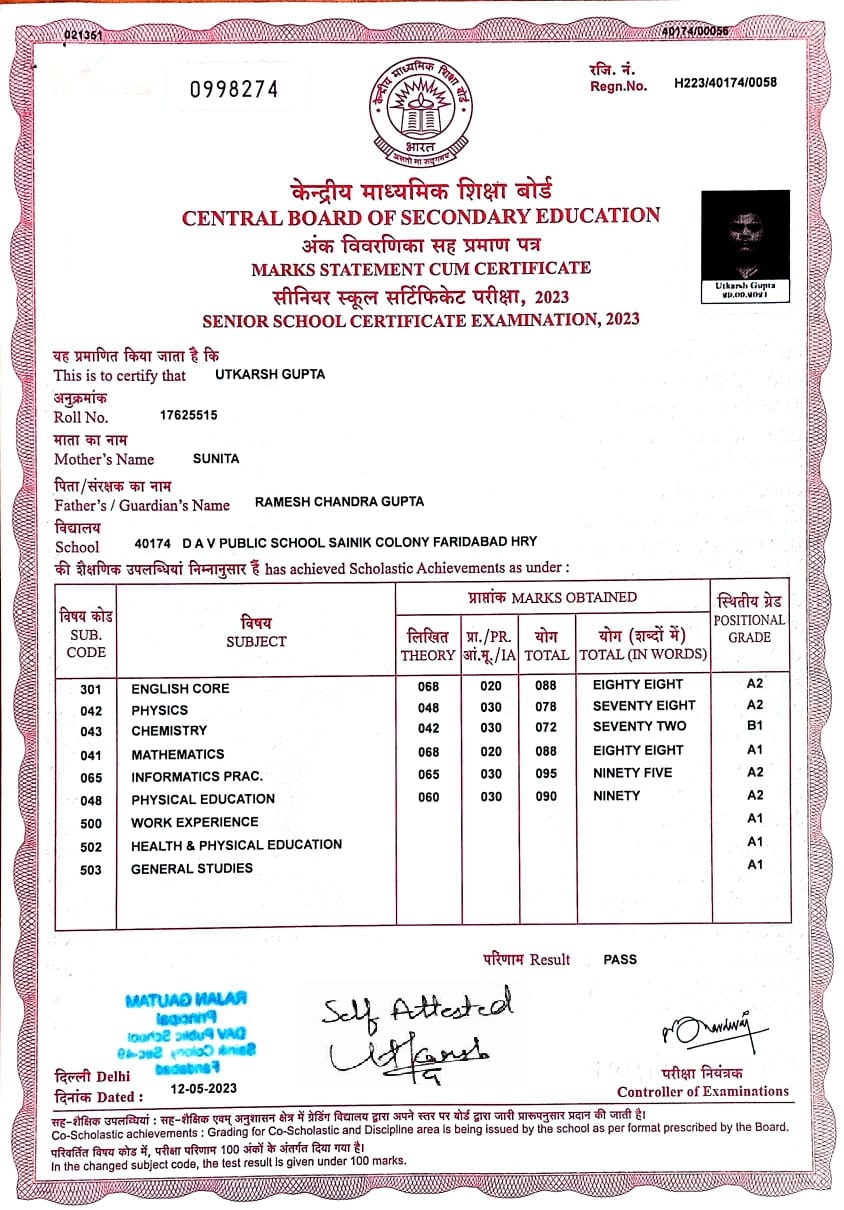 021351
40174/00056
0998274
रजि. नं.
Regn.No. H223/40174/0058
केन्द्रीय माध्यमिक शिक्षा बोर्ड
भारत
असतो मा सद्गमय
केन्द्रीय माध्यमिक शिक्षा बोर्ड
CENTRAL BOARD OF SECONDARY EDUCATION
अंक विवरणिका सह प्रमाण पत्र
MARKS STATEMENT CUM CERTIFICATE
सीनियर स्कूल सर्टिफिकेट परीक्षा, 2023
SENIOR SCHOOL CERTIFICATE EXAMINATION, 2023
Utkarsh Gupta
यह प्रमाणित किया जाता है कि
This is to certify that UTKARSH GUPTA
अनुक्रमांक
Roll No. 17625515
माता का नाम
Mother's Name SUNITA
पिता/संरक्षक का नाम
Father's / Guardian's Name RAMESH CHANDRA GUPTA
विद्यालय
School 40174 D A V PUBLIC SCHOOL SAINIK COLONY FARIDABAD HRY
की शैक्षणिक उपलब्धियां निम्नानुसार हैं has achieved Scholastic Achievements as under :
विषय कोड
SUB.
CODE
विषय
SUBJECT
प्राप्तांक MARKS OBTAINED
लिखित
THEORY
प्रा./PR.
आं.मू./IA
योग
TOTAL
योग (शब्दों में)
TOTAL (IN WORDS)
स्थितीय ग्रेड
POSITIONAL
GRADE
301 ENGLISH CORE 068 020 088 EIGHTY EIGHT A2
042 PHYSICS 048 030 078 SEVENTY EIGHT A2
043 CHEMISTRY 042 030 072 SEVENTY TWO B1
041 MATHEMATICS 068 020 088 EIGHTY EIGHT A1
065 INFORMATICS PRAC. 065 030 095 NINETY FIVE A2
048 PHYSICAL EDUCATION 060 030 090 NINETY A2
500 WORK EXPERIENCE A1
502 HEALTH & PHYSICAL EDUCATION A1
503 GENERAL STUDIES A1
परिणाम Result PASS
Self Attested
Utkarsh
RAJAN GAUTAM
Principal
DAV Public School
Sainik Colony Sec-49
Faridabad
दिल्ली Delhi
दिनांक Dated : 12-05-2023
परीक्षा नियंत्रक
Controller of Examinations
सह-शैक्षिक उपलब्धियां : सह-शैक्षिक एवम् अनुशासन क्षेत्र में ग्रेडिंग विद्यालय द्वारा अपने स्तर पर बोर्ड द्वारा जारी प्रारूपनुसार प्रदान की जाती है।
Co-Scholastic achievements : Grading for Co-Scholastic and Discipline area is being issued by the school as per format prescribed by the Board.
परिवर्तित विषय कोड में, परीक्षा परिणाम 100 अंकों के अंतर्गत दिया गया है।
In the changed subject code, the test result is given under 100 marks.